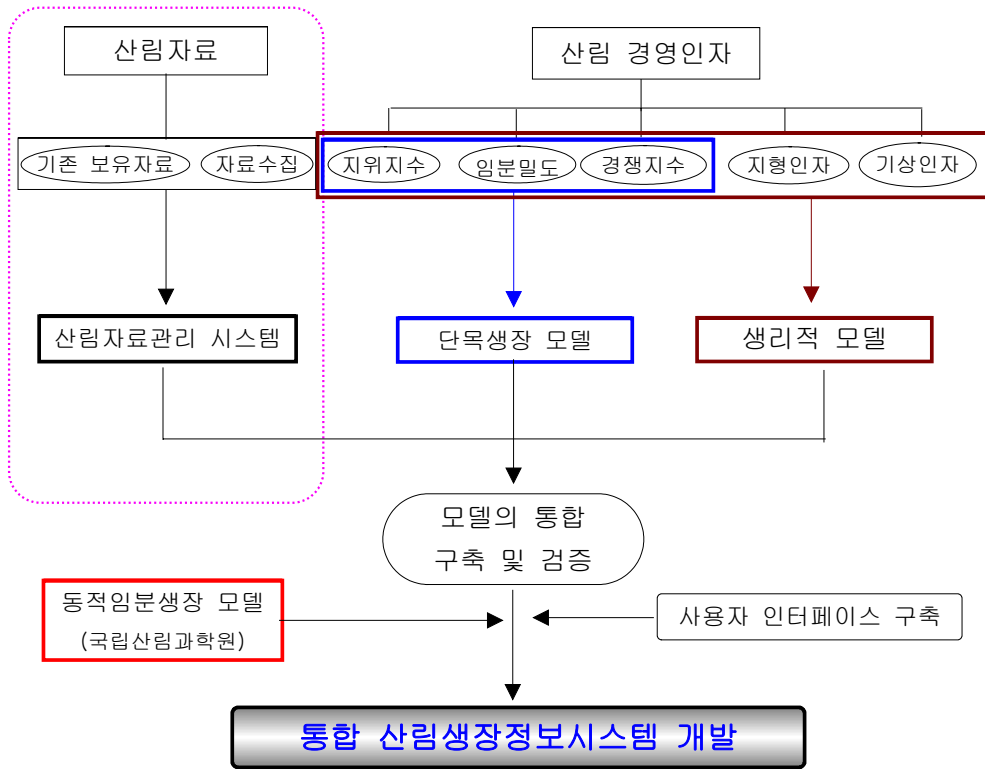 산림자료
산림 경영인자
기존 보유자료
자료수집
지위지수
임분밀도
경쟁지수
지형인자
기상인자
산림자료관리 시스템
단목생장 모델
생리적 모델
모델의 통합
구축 및 검증
동적임분생장 모델
(국립산림과학원)
사용자 인터페이스 구축
통합 산림생장정보시스템 개발